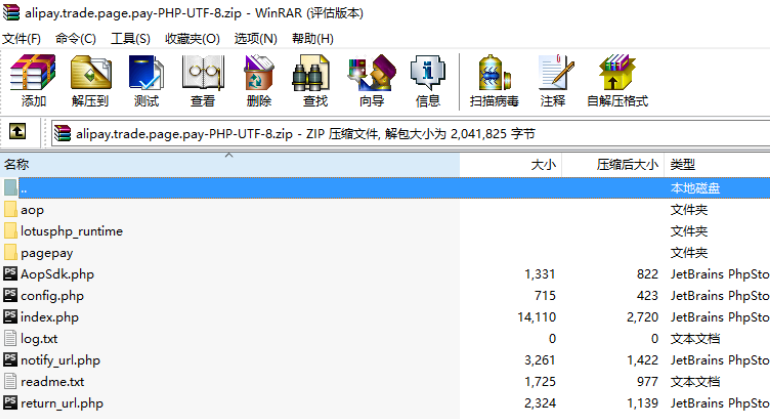 alipay.trade.page.pay-PHP-UTF-8.zip - WinRAR (评估版本)
文件(F) 命令(C) 工具(S) 收藏夹(O) 选项(N) 帮助(H)
添加 解压到 测试 查看 删除 查找 向导 信息 扫描病毒 注释 自解压格式
alipay.trade.page.pay-PHP-UTF-8.zip - ZIP 压缩文件, 解包大小为 2,041,825 字节
名称 大小 压缩后大小 类型
.. 本地磁盘
aop 文件夹
lotusphp_runtime 文件夹
pagepay 文件夹
AopSdk.php 1,331 822 JetBrains PhpSto
config.php 715 423 JetBrains PhpSto
index.php 14,110 2,720 JetBrains PhpSto
log.txt 0 0 文本文档
notify_url.php 3,261 1,422 JetBrains PhpSto
readme.txt 1,725 977 文本文档
return_url.php 2,324 1,139 JetBrains PhpSto